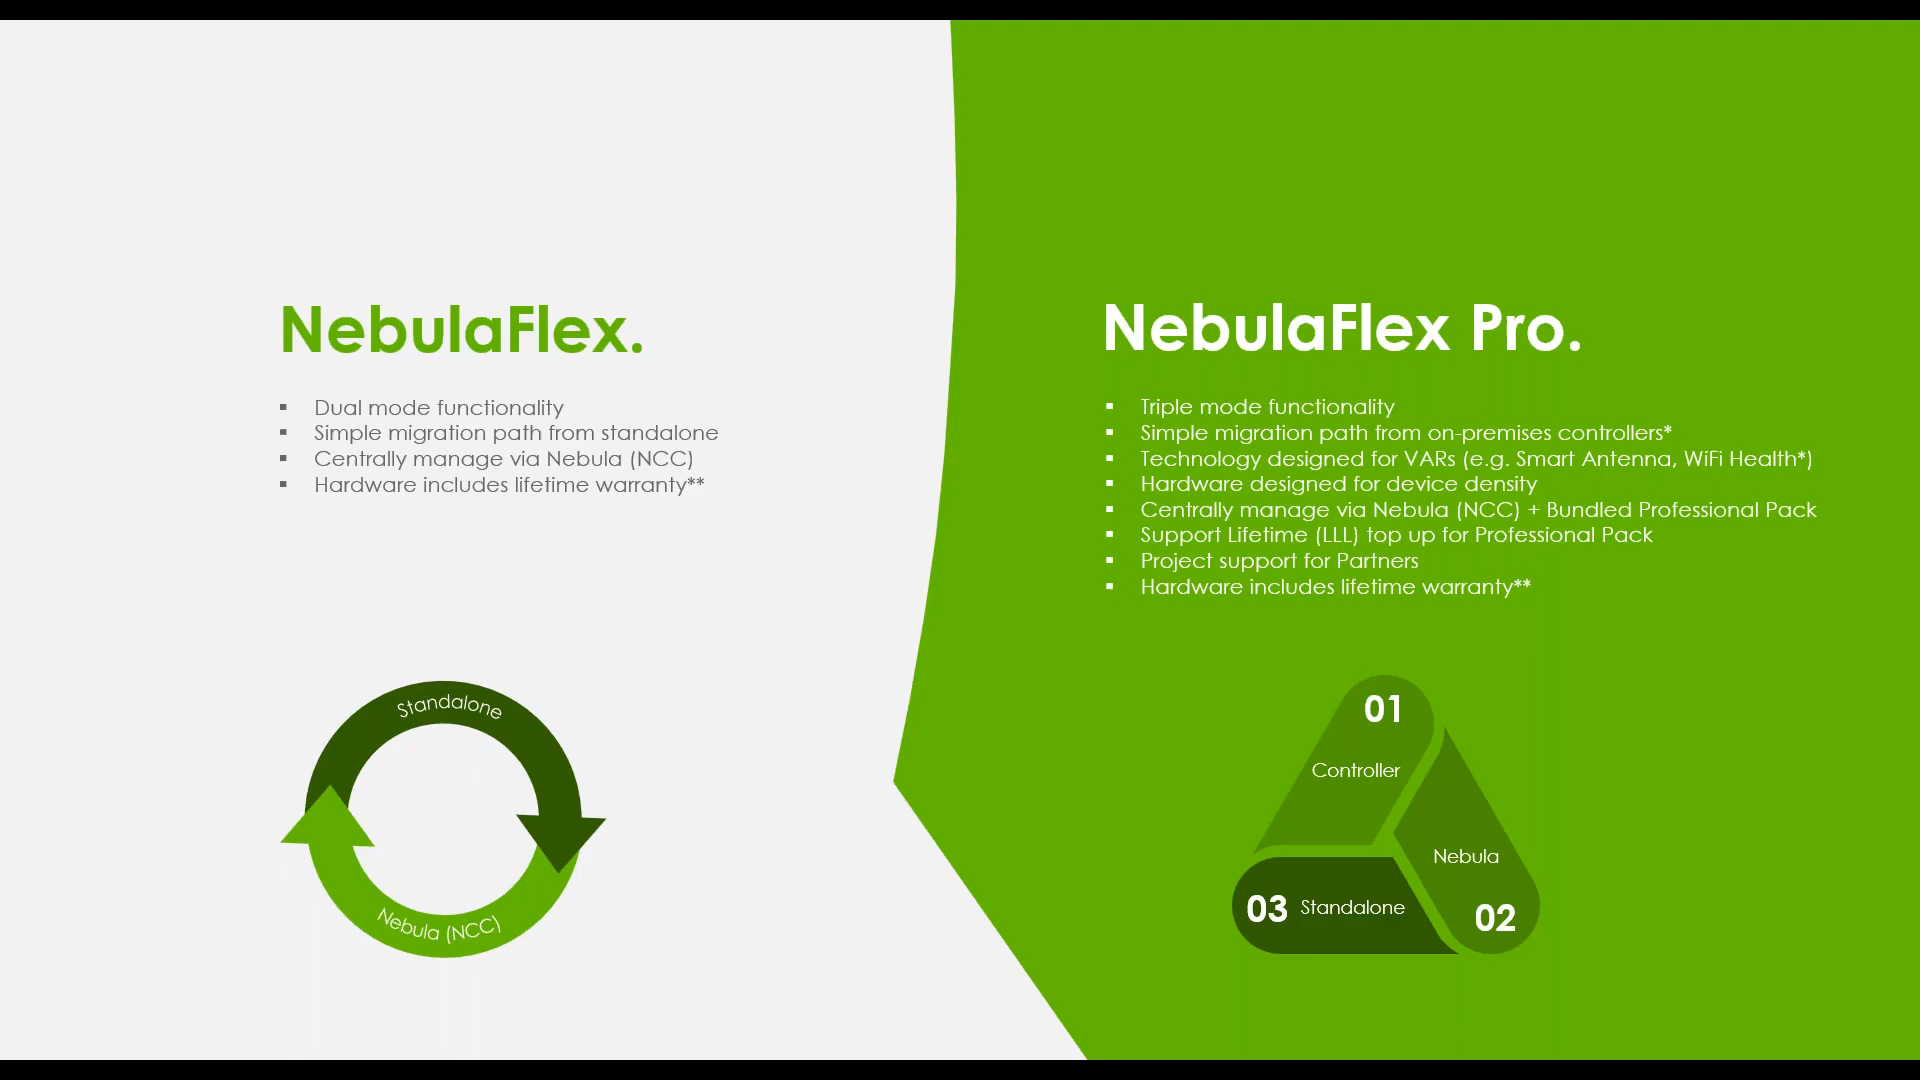 NebulaFlex.
▪ Dual mode functionality
▪ Simple migration path from standalone
▪ Centrally manage via Nebula (NCC)
▪ Hardware includes lifetime warranty**
Standalone
Nebula (NCC)
NebulaFlex Pro.
▪ Triple mode functionality
▪ Simple migration path from on-premises controllers*
▪ Technology designed for VARs (e.g. Smart Antenna, WiFi Health*)
▪ Hardware designed for device density
▪ Centrally manage via Nebula (NCC) + Bundled Professional Pack
▪ Support Lifetime (LLL) top up for Professional Pack
▪ Project support for Partners
▪ Hardware includes lifetime warranty**
01
Controller
Nebula
02
03 Standalone